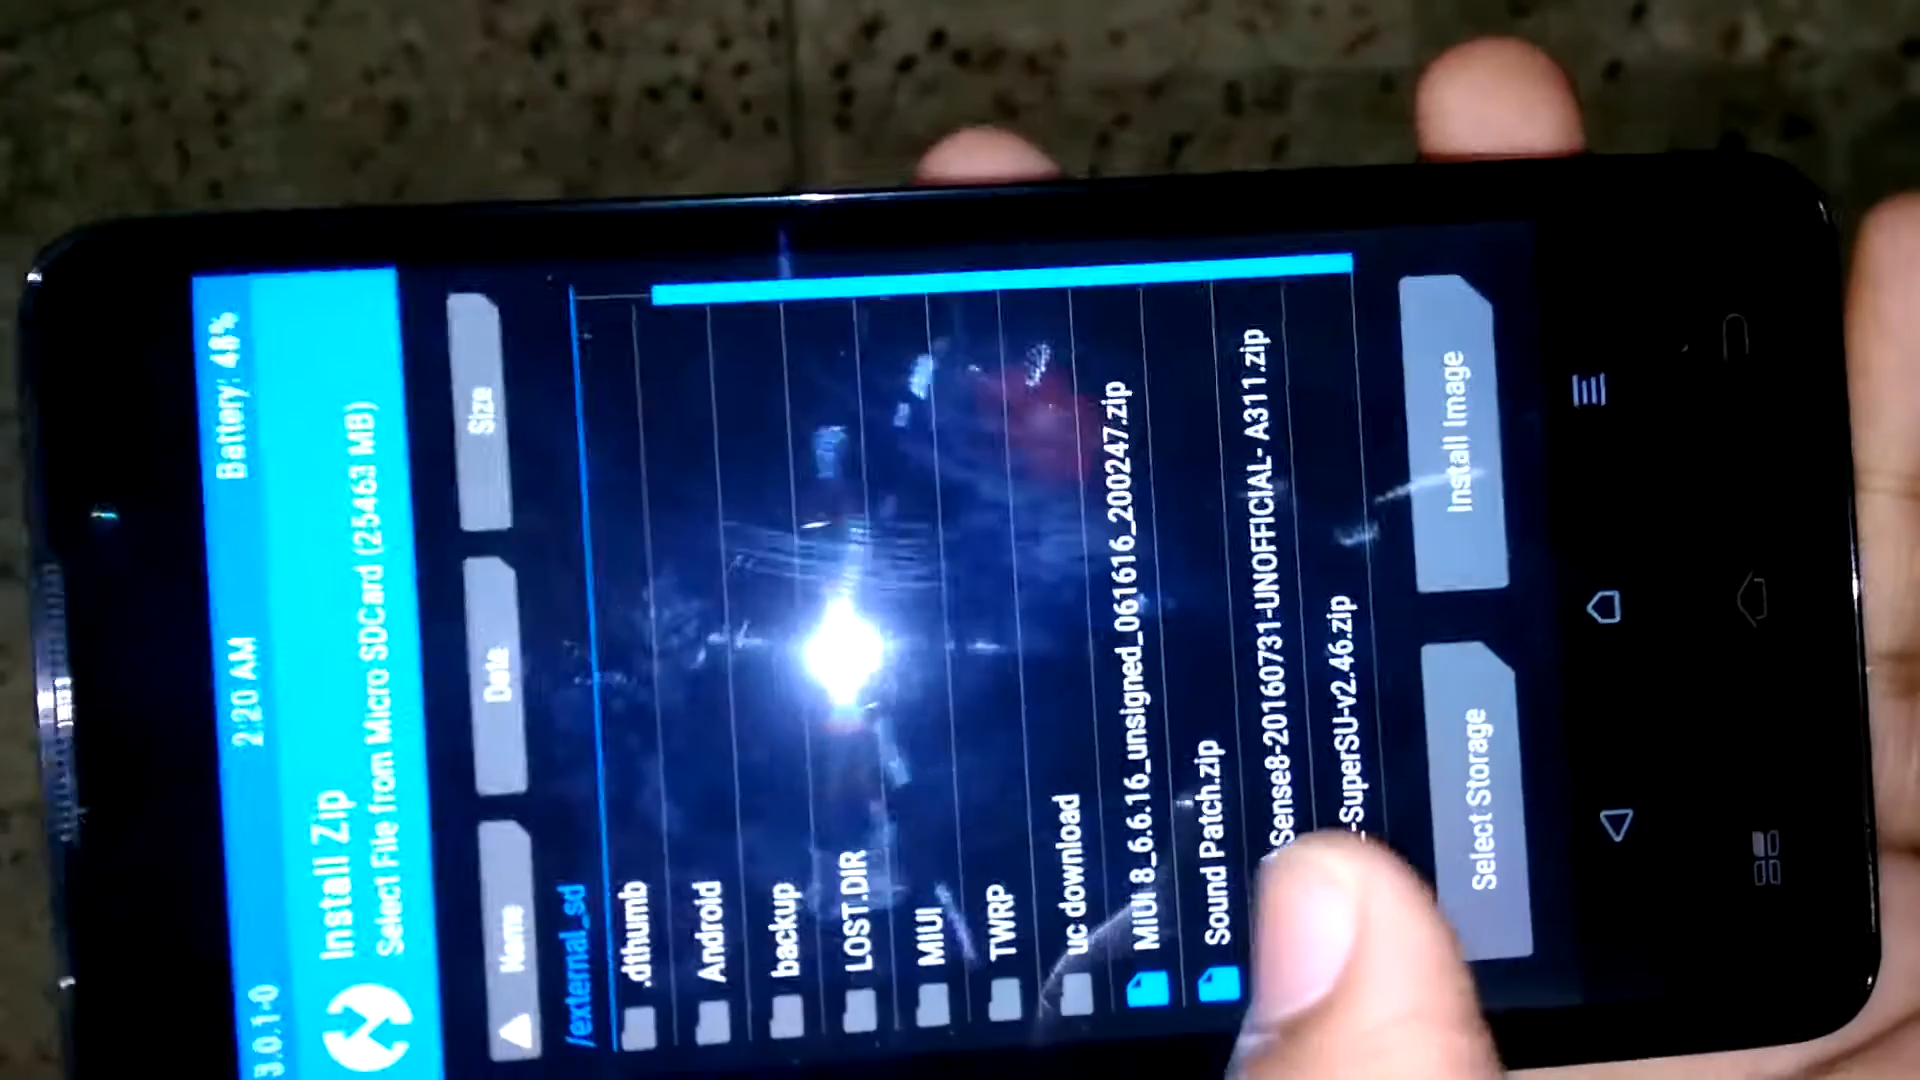 3.0.1-0 2:20 AM Battery: 48%
Install Zip
Select File from Micro SDCard (25463 MB)
Name Date Size
/external_sd
.dthumb
Android
backup
LOST.DIR
MIUI
TWRP
uc download
MiUI 8_6.6.16_unsigned_061616_200247.zip
Sound Patch.zip
Sense8-20160731-UNOFFICIAL- A311.zip
-SuperSU-v2.46.zip
Select Storage Install Image